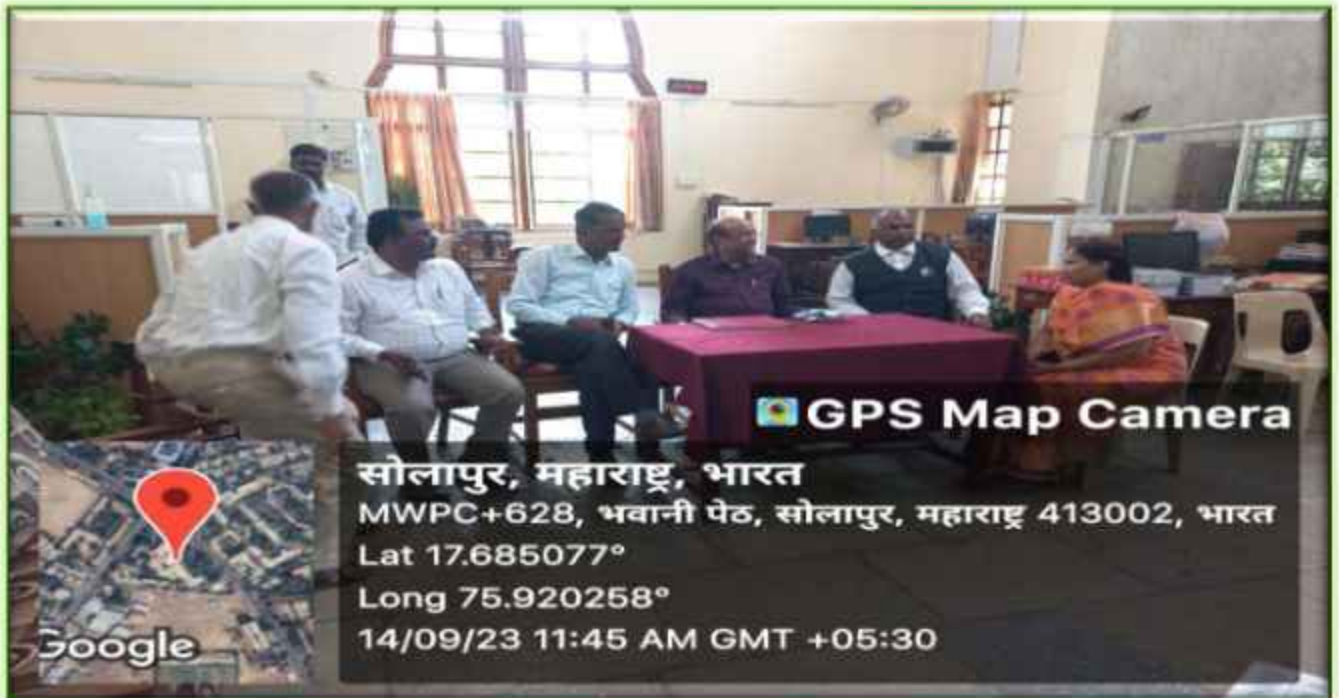 GPS Map Camera
सोलापुर, महाराष्ट्र, भारत
MWPC+628, भवानी पेठ, सोलापुर, महाराष्ट्र 413002, भारत
Lat 17.685077°
Long 75.920258°
14/09/23 11:45 AM GMT +05:30
Google